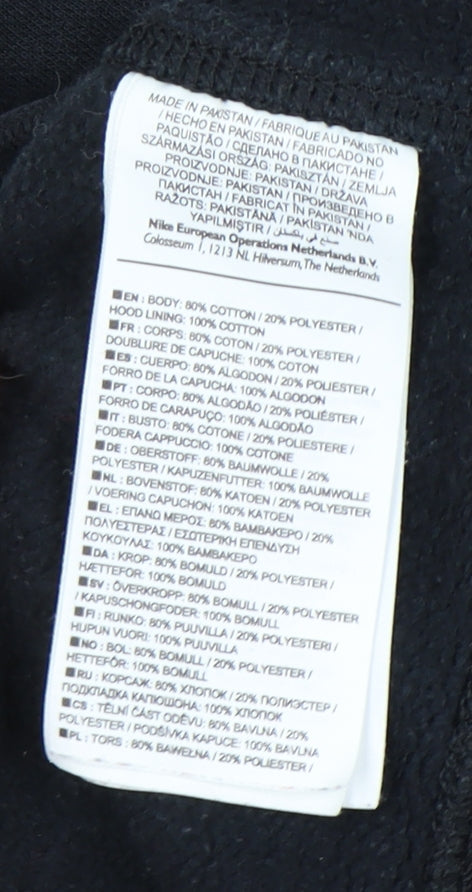 MADE IN PAKISTAN / FABRIQUE AU PAKISTAN
/ HECHO EN PAKISTAN / FABRICADO NO
PAQUISTÃO / СДЕЛАНО В ПАКИСТАНЕ /
SZÁRMAZÁSI ORSZÁG: PAKISZTÁN / ZEMLJA
PROIZVODNJE: PAKISTAN / DRŽAVA
PROIZVODNJE: PAKISTAN / ПРОИЗВЕДЕНО В
ПАКИСТАН / FABRICAT ÎN PAKISTAN /
RAŽOTS: PAKISTĀNĀ / PAKİSTAN 'NDA
YAPILMIŞTIR / صنع في باكستان
Nike European Operations Netherlands B.V.
Colosseum 1, 1213 NL Hilversum, The Netherlands
EN : BODY: 80% COTTON / 20% POLYESTER /
HOOD LINING: 100% COTTON
FR : CORPS: 80% COTON / 20% POLYESTER /
DOUBLURE DE CAPUCHE: 100% COTON
ES : CUERPO: 80% ALGODON / 20% POLIESTER /
FORRO DE LA CAPUCHA: 100% ALGODON
PT : CORPO: 80% ALGODÃO / 20% POLIÉSTER /
FORRO DE CARAPUÇO: 100% ALGODÃO
IT : BUSTO: 80% COTONE / 20% POLIESTERE /
FODERA CAPPUCCIO: 100% COTONE
DE : OBERSTOFF: 80% BAUMWOLLE / 20%
POLYESTER / KAPUZENFUTTER: 100% BAUMWOLLE
NL : BOVENSTOF: 80% KATOEN / 20% POLYESTER
/ VOERING CAPUCHON: 100% KATOEN
EL : ΕΠΑΝΩ ΜΕΡΟΣ: 80% ΒΑΜΒΑΚΕΡΟ / 20%
ΠΟΛΥΕΣΤΕΡΑΣ / ΕΣΩΤΕΡΙΚΗ ΕΠΕΝΔΥΣΗ
ΚΟΥΚΟΥΛΑΣ: 100% ΒΑΜΒΑΚΕΡΟ
DA : KROP: 80% BOMULD / 20% POLYESTER /
HÆTTEFOR: 100% BOMULD
SV : ÖVERKROPP: 80% BOMULL / 20% POLYESTER
/ KAPUSCHONGFODER: 100% BOMULL
FI : RUNKO: 80% PUUVILLA / 20% POLYESTERI /
HUPUN VUORI: 100% PUUVILLA
NO : BOL: 80% BOMULL / 20% POLYESTER /
HETTEFÔR: 100% BOMULL
RU : КОРСАЖ: 80% ХЛОПОК / 20% ПОЛИЭСТЕР /
ПОДКЛАДКА КАПЮШОНА: 100% ХЛОПОК
CS : TĚLNÍ ČÁST ODĚVU: 80% BAVLNA / 20%
POLYESTER / PODŠÍVKA KAPUCE: 100% BAVLNA
PL : TORS : 80% BAWEŁNA / 20% POLIESTER /